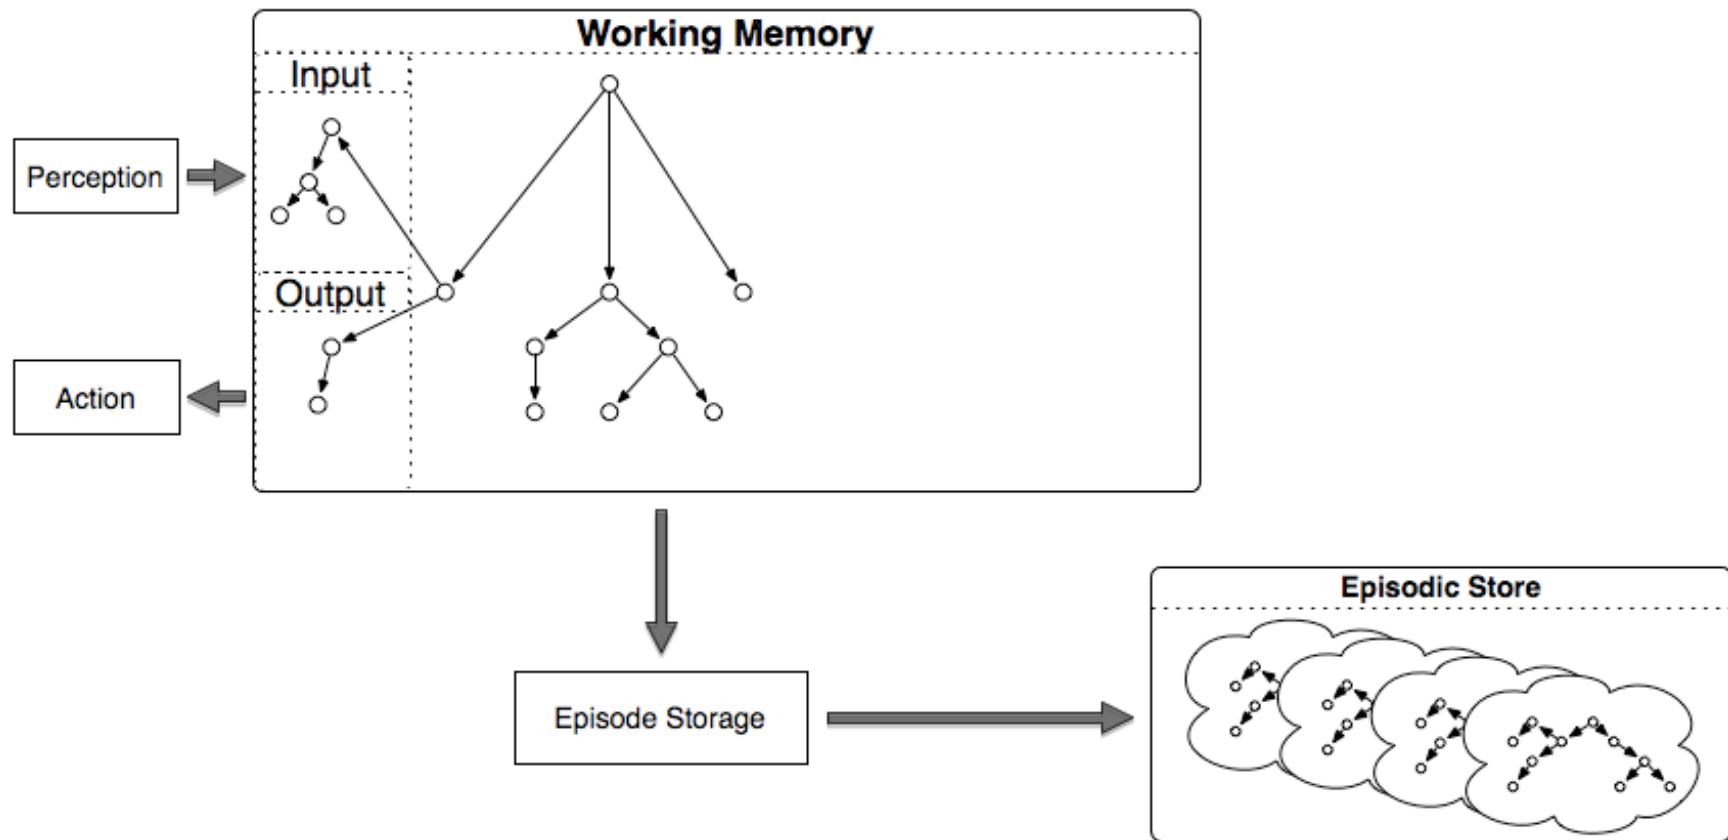 Working Memory
Input
Perception
Output
Action
Episodic Store
Episode Storage